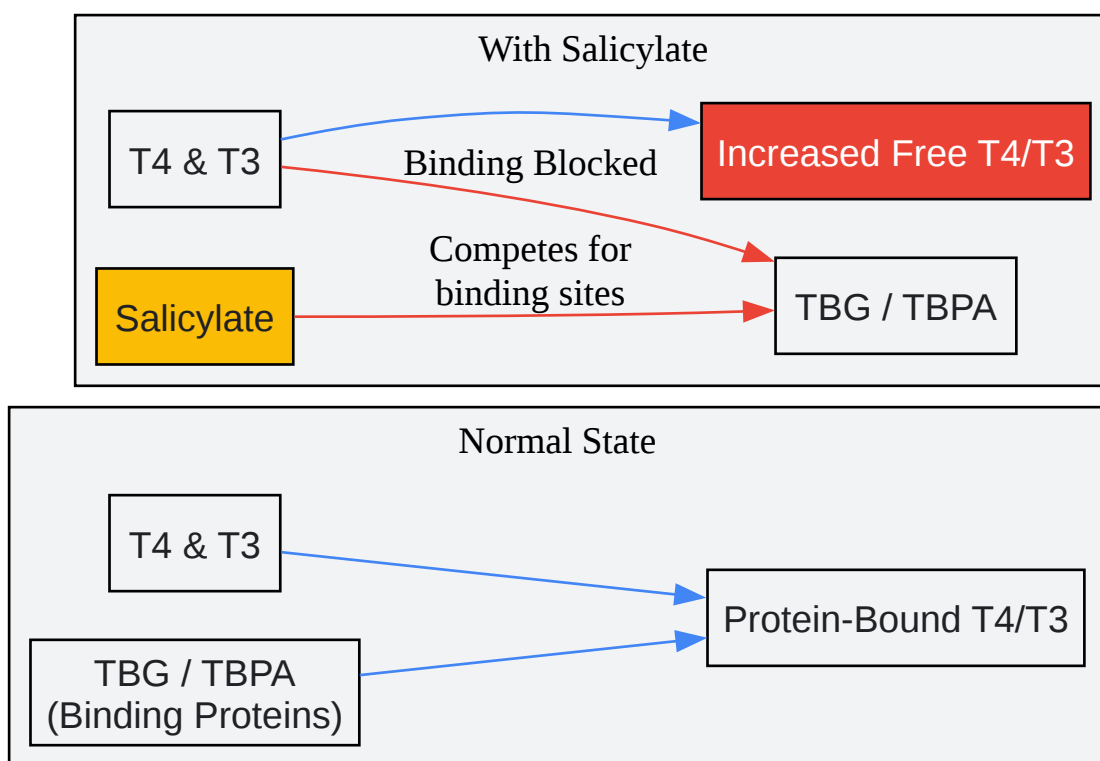 With Salicylate
T4 & T3
Increased Free T4/T3
Binding Blocked
Competes for
binding sites
Salicylate
TBG / TBPA
Normal State
T4 & T3
Protein-Bound T4/T3
TBG / TBPA
(Binding Proteins)